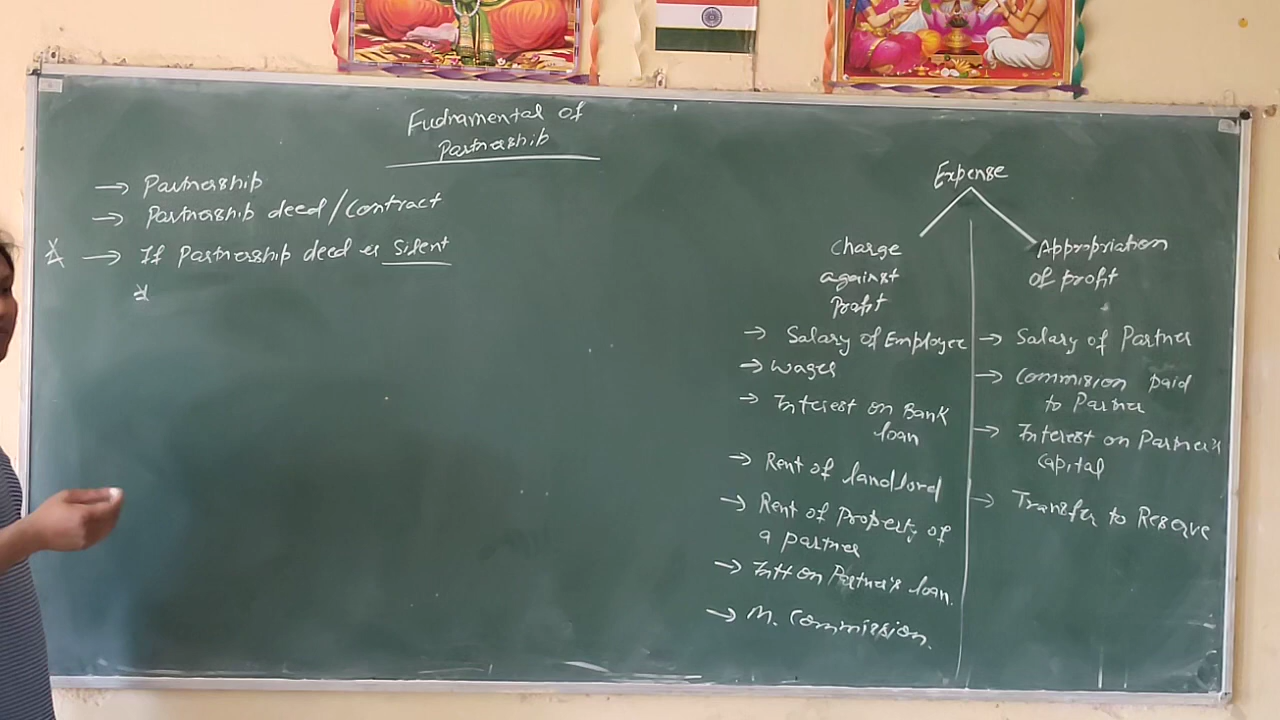 Fudramental of
Partnership
→ Partnership
→ Partnership deed/Contract
→ If Partnership deed is Silent
Expense
Charge
against
Profit
→ Salary of Employee
→ Wages
→ Interest on Bank
loan
→ Rent of landlord
→ Rent of Property of
a partner
→ Intt on Partner's loan.
→ M. Commission.
Appropriation
of profit
→ Salary of Partner
→ Commision paid
to Partner
→ Interest on Partner's
Capital
→ Transfer to Reserve